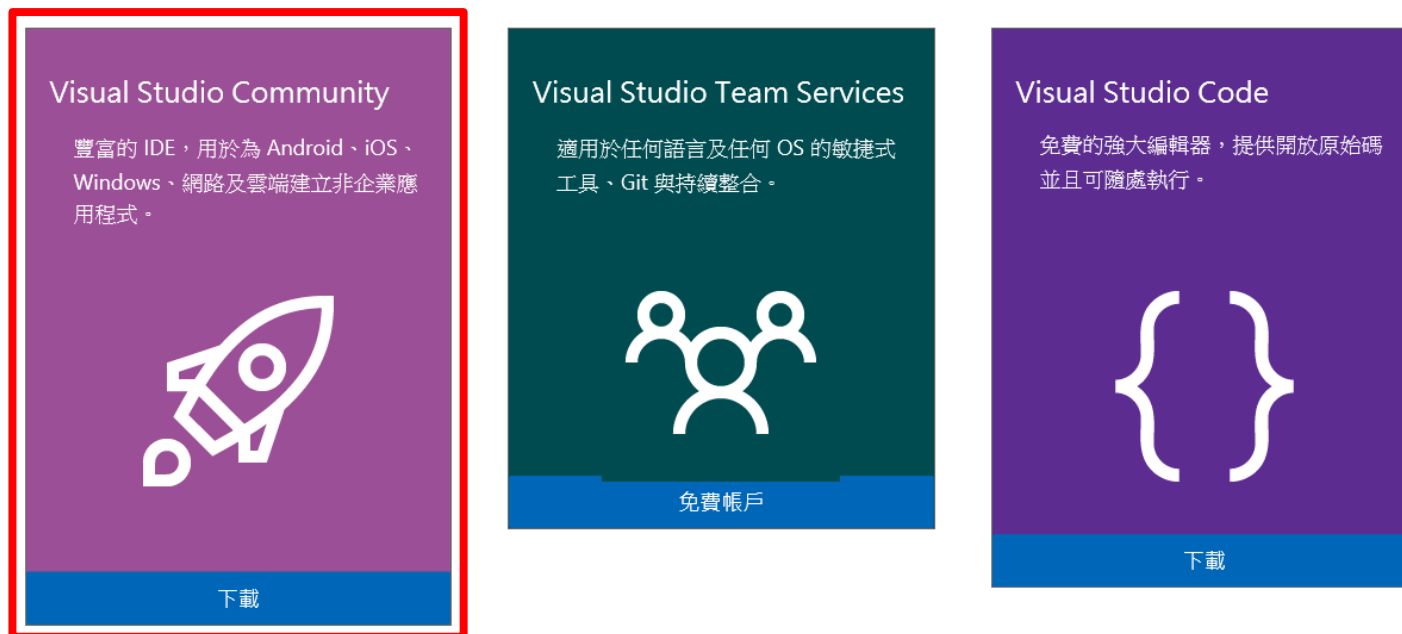 Visual Studio Community
豐富的 IDE，用於為 Android、iOS、
Windows、網路及雲端建立非企業應
用程式。
下載
Visual Studio Team Services
適用於任何語言及任何 OS 的敏捷式
工具、Git 與持續整合。
免費帳戶
Visual Studio Code
免費的強大編輯器，提供開放原始碼
並且可隨處執行。
下載